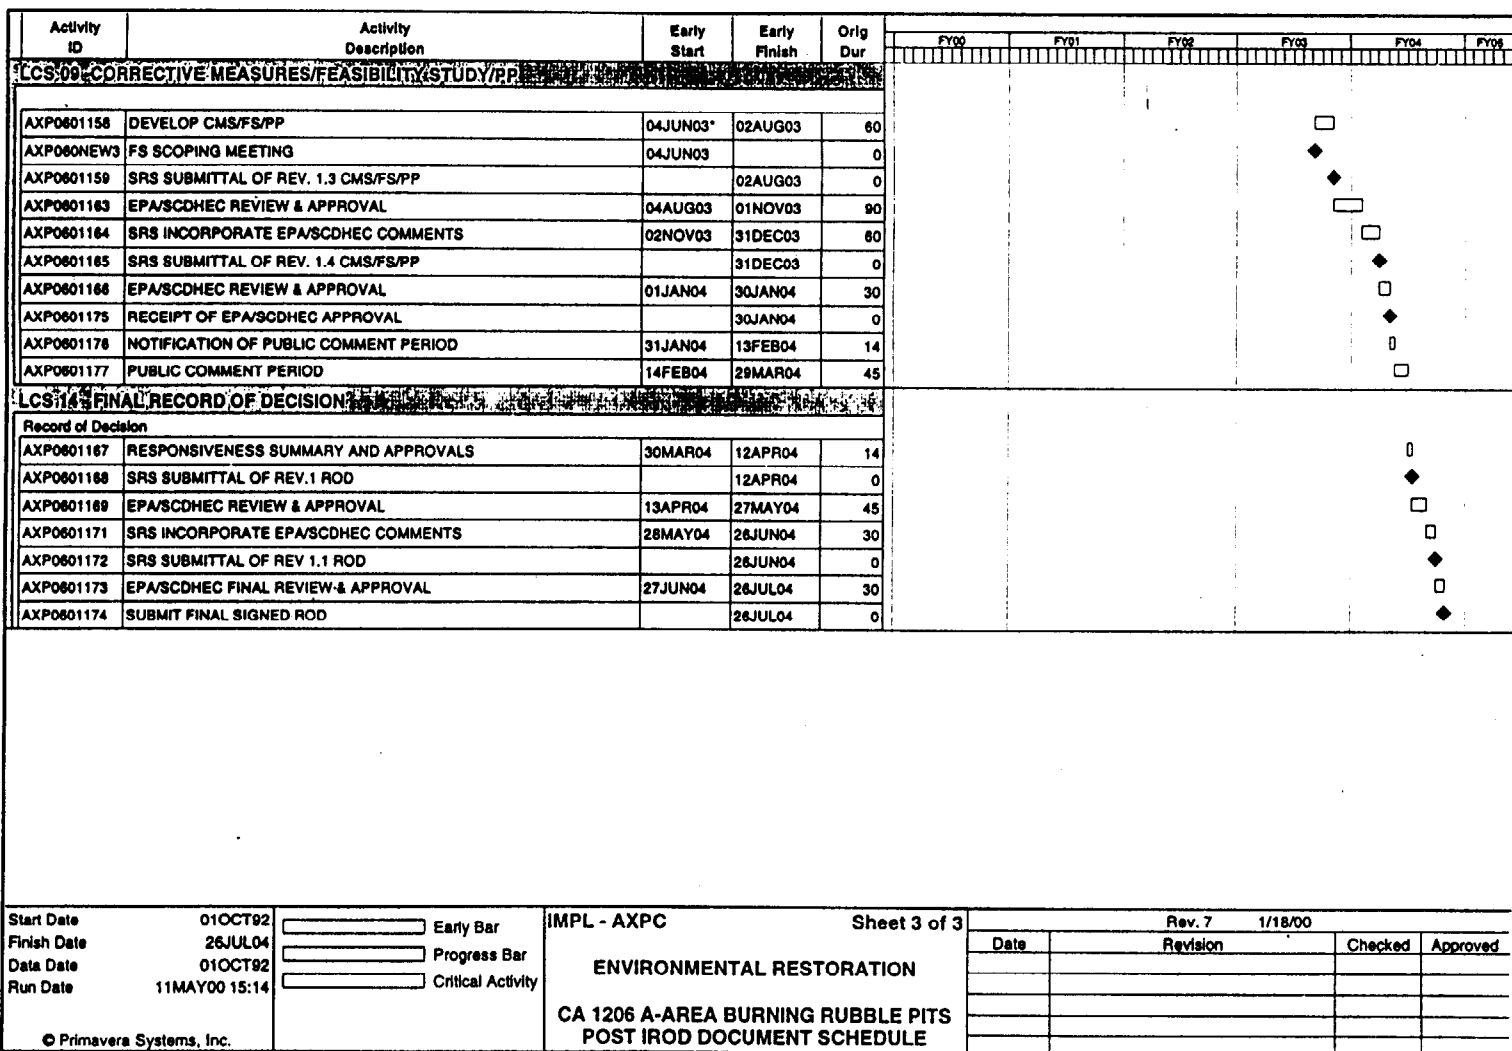 Activity ID Activity Description Early Start Early Finish Orig Dur FY00 FY01 FY02 FY03 FY04 FY05
LCS 09 - CORRECTIVE MEASURES/FEASIBILITY STUDY/PP
AXP0601158 DEVELOP CMS/FS/PP 04JUN03* 02AUG03 60
AXP060NEW3 FS SCOPING MEETING 04JUN03 0
AXP0601159 SRS SUBMITTAL OF REV. 1.3 CMS/FS/PP 02AUG03 0
AXP0601163 EPA/SCDHEC REVIEW & APPROVAL 04AUG03 01NOV03 90
AXP0601164 SRS INCORPORATE EPA/SCDHEC COMMENTS 02NOV03 31DEC03 60
AXP0601165 SRS SUBMITTAL OF REV. 1.4 CMS/FS/PP 31DEC03 0
AXP0601166 EPA/SCDHEC REVIEW & APPROVAL 01JAN04 30JAN04 30
AXP0601175 RECEIPT OF EPA/SCDHEC APPROVAL 30JAN04 0
AXP0601176 NOTIFICATION OF PUBLIC COMMENT PERIOD 31JAN04 13FEB04 14
AXP0601177 PUBLIC COMMENT PERIOD 14FEB04 29MAR04 45
LCS 14 - FINAL RECORD OF DECISION
Record of Decision
AXP0601167 RESPONSIVENESS SUMMARY AND APPROVALS 30MAR04 12APR04 14
AXP0601168 SRS SUBMITTAL OF REV.1 ROD 12APR04 0
AXP0601169 EPA/SCDHEC REVIEW & APPROVAL 13APR04 27MAY04 45
AXP0601171 SRS INCORPORATE EPA/SCDHEC COMMENTS 28MAY04 26JUN04 30
AXP0601172 SRS SUBMITTAL OF REV 1.1 ROD 26JUN04 0
AXP0601173 EPA/SCDHEC FINAL REVIEW & APPROVAL 27JUN04 26JUL04 30
AXP0601174 SUBMIT FINAL SIGNED ROD 26JUL04 0
Start Date 01OCT92
Finish Date 26JUL04
Data Date 01OCT92
Run Date 11MAY00 15:14
© Primavera Systems, Inc.
Early Bar
Progress Bar
Critical Activity
IMPL - AXPC Sheet 3 of 3
ENVIRONMENTAL RESTORATION
CA 1206 A-AREA BURNING RUBBLE PITS
POST IROD DOCUMENT SCHEDULE
Rev. 7 1/18/00
Date Revision Checked Approved